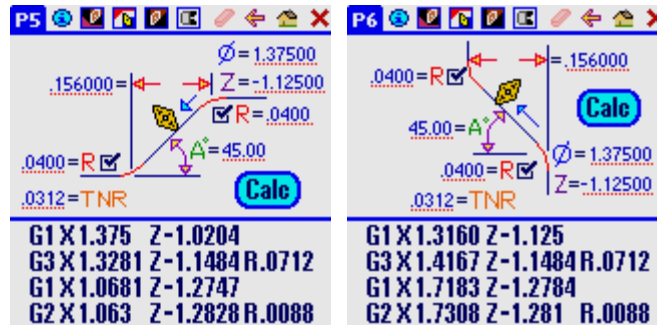 P5
Ø=1.37500
.156000=
Z=-1.12500
R=.0400
.0400=R
A°=45.00
.0312=TNR
Calc
G1 X1.375 Z-1.0204
G3 X1.3281 Z-1.1484 R.0712
G1 X1.0681 Z-1.2747
G2 X1.063 Z-1.2828 R.0088
P6
=.156000
.0400=R
Calc
45.00=A°
Ø=1.37500
.0400=R
Z=-1.12500
.0312=TNR
G1 X1.3160 Z-1.125
G3 X1.4167 Z-1.1484 R.0712
G1 X1.7183 Z-1.2784
G2 X1.7308 Z-1.281 R.0088